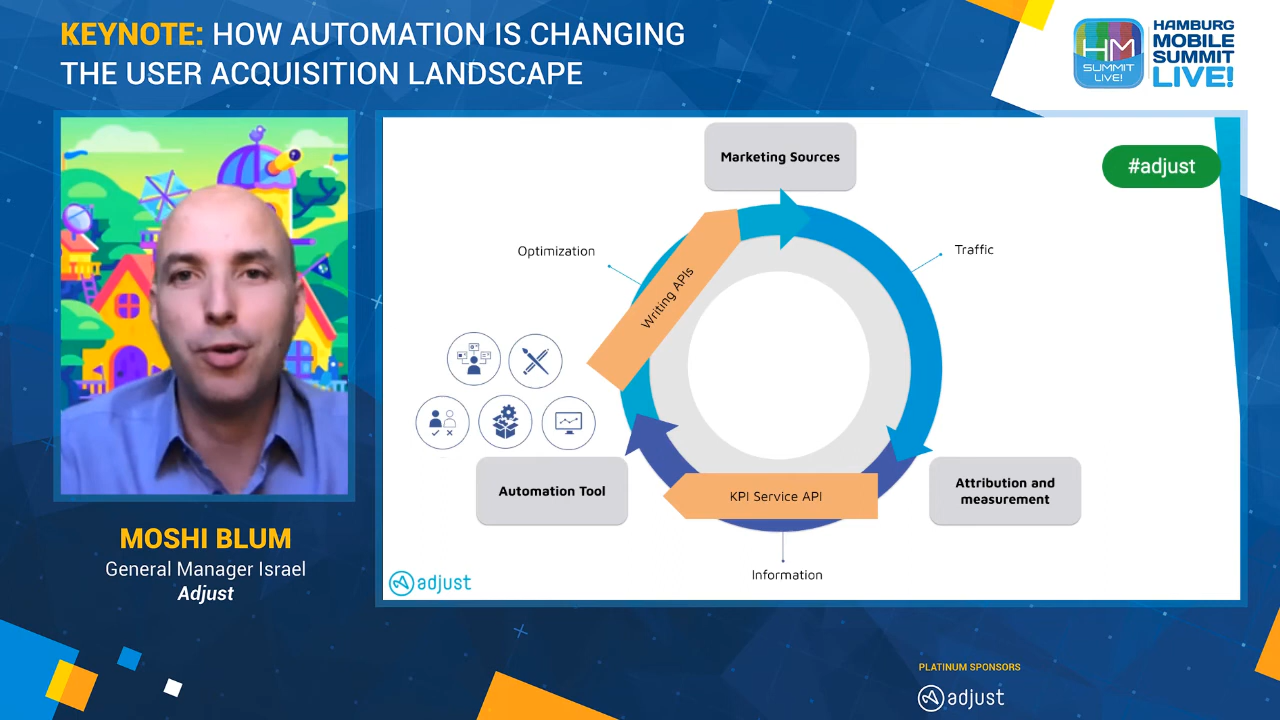 KEYNOTE: HOW AUTOMATION IS CHANGING
THE USER ACQUISITION LANDSCAPE
HM
SUMMIT
LIVE!
HAMBURG
MOBILE
SUMMIT
LIVE!
#adjust
Marketing Sources
Optimization
Traffic
Writing APIs
Automation Tool
KPI Service API
Attribution and
measurement
Information
adjust
MOSHI BLUM
General Manager Israel
Adjust
PLATINUM SPONSORS
adjust